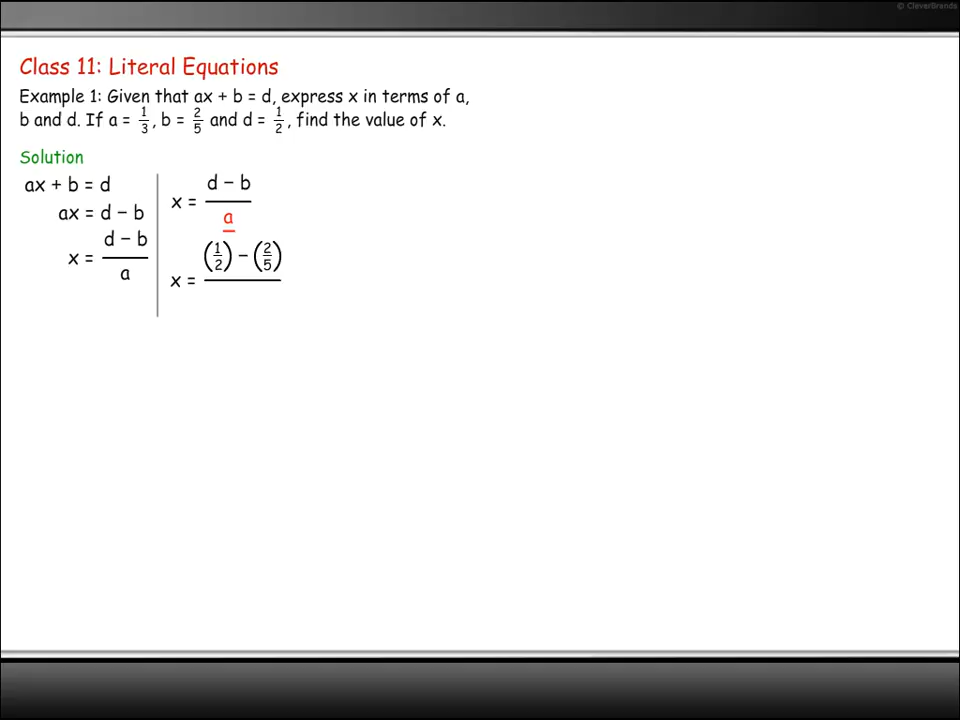 © CleverBrands
Class 11: Literal Equations
Example 1: Given that ax + b = d, express x in terms of a,
b and d. If a = 1/3, b = 2/5 and d = 1/2, find the value of x.
Solution
ax + b = d
ax = d − b
x = (d − b)/a
x = (d − b)/a
x = (1/2) − (2/5)